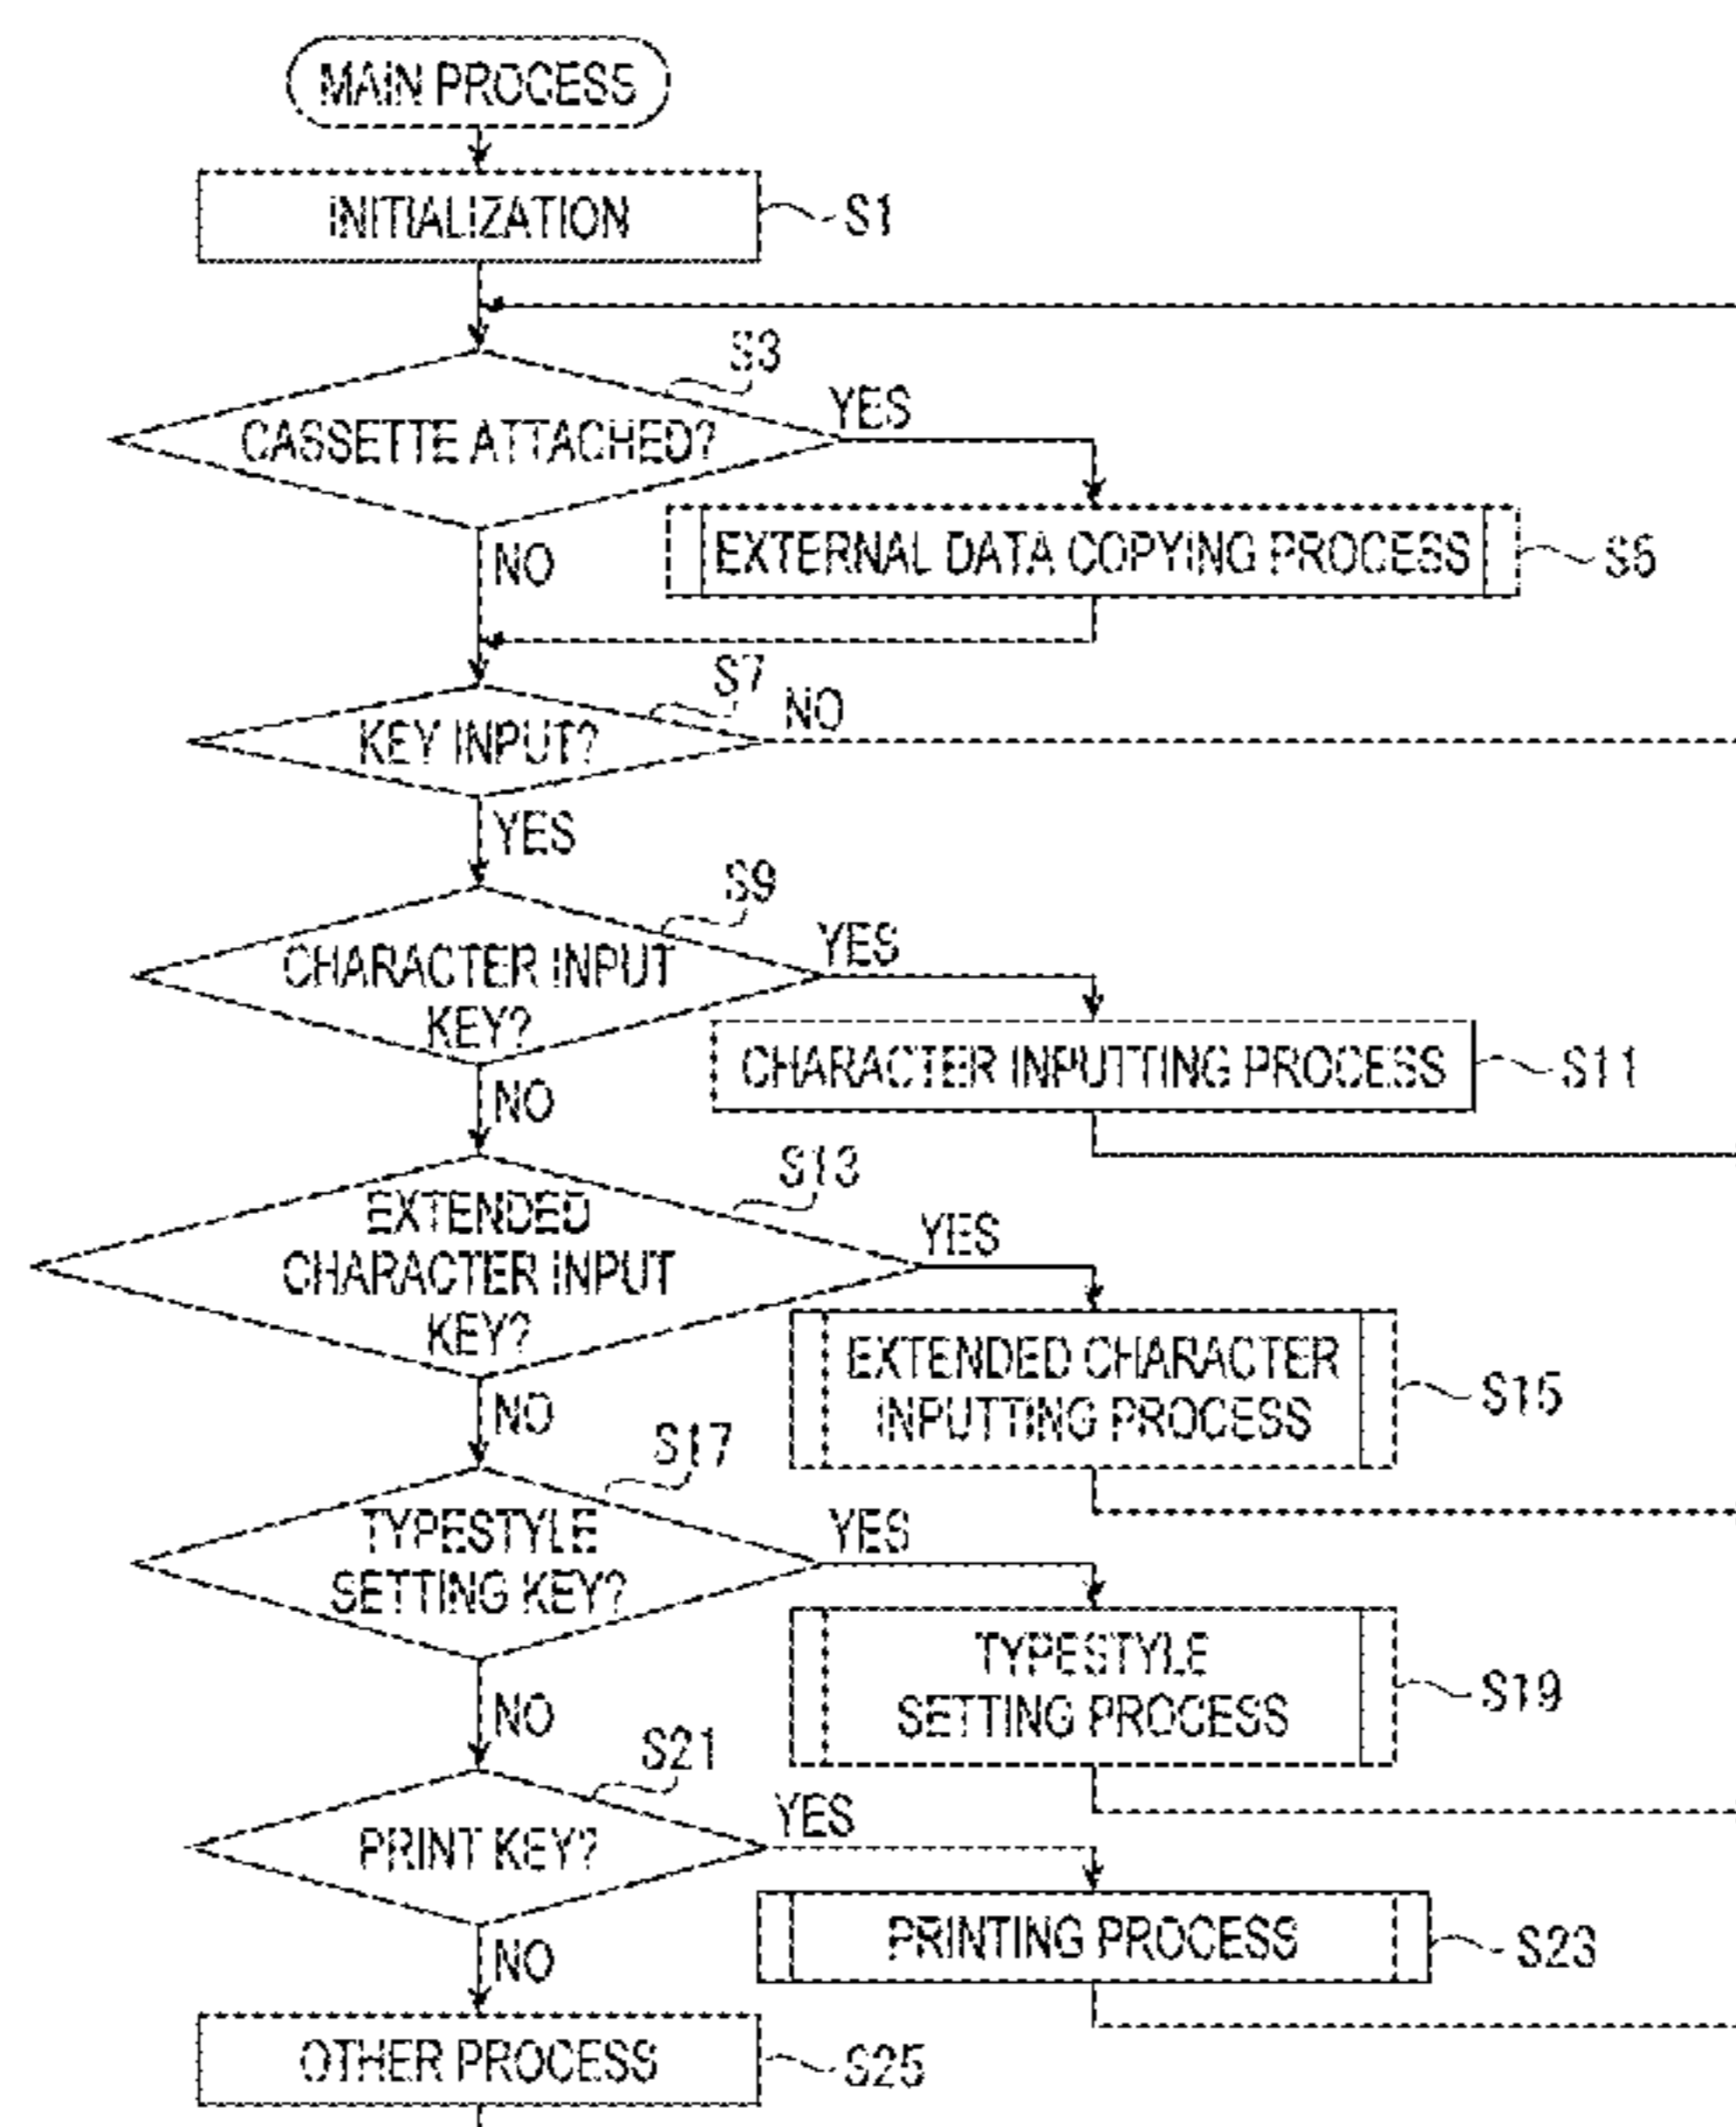 MAIN PROCESS
INITIALIZATION
S1
S3
CASSETTE ATTACHED?
YES
NO
EXTERNAL DATA COPYING PROCESS
S5
S7
KEY INPUT?
NO
YES
S9
CHARACTER INPUT
KEY?
YES
NO
CHARACTER INPUTTING PROCESS
S11
S13
EXTENDED
CHARACTER INPUT
KEY?
YES
NO
EXTENDED CHARACTER
INPUTTING PROCESS
S15
S17
TYPESTYLE
SETTING KEY?
YES
NO
TYPESTYLE
SETTING PROCESS
S19
S21
PRINT KEY?
YES
NO
PRINTING PROCESS
S23
OTHER PROCESS
S25